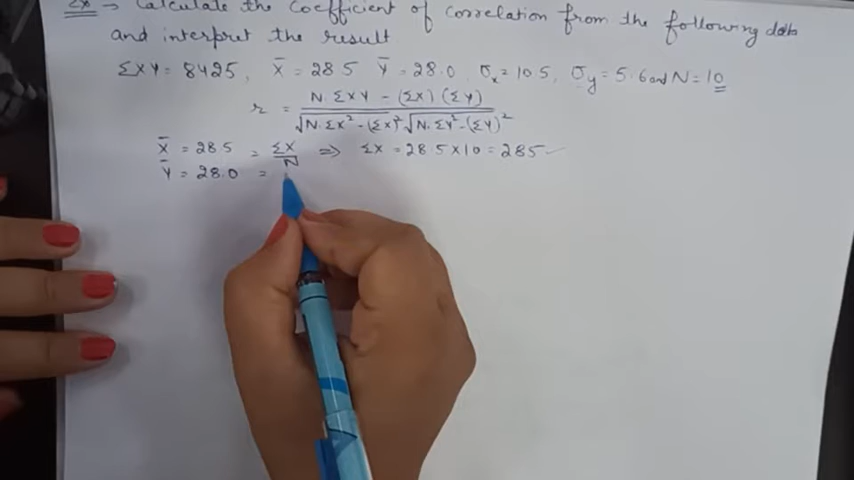 Ex → Calculate the Coefficient of Correlation from the following data
and interpret the result
ΣXY = 8425, X̄ = 28.5 Ȳ = 28.0, σx = 10.5, σy = 5.6 and N = 10
r = N.ΣXY - (ΣX) (ΣY) / √N.ΣX² - (ΣX)² √N.ΣY² - (ΣY)²
X̄ = 28.5 = ΣX/N ⇒ ΣX = 28.5 x 10 = 285
Ȳ = 28.0 =